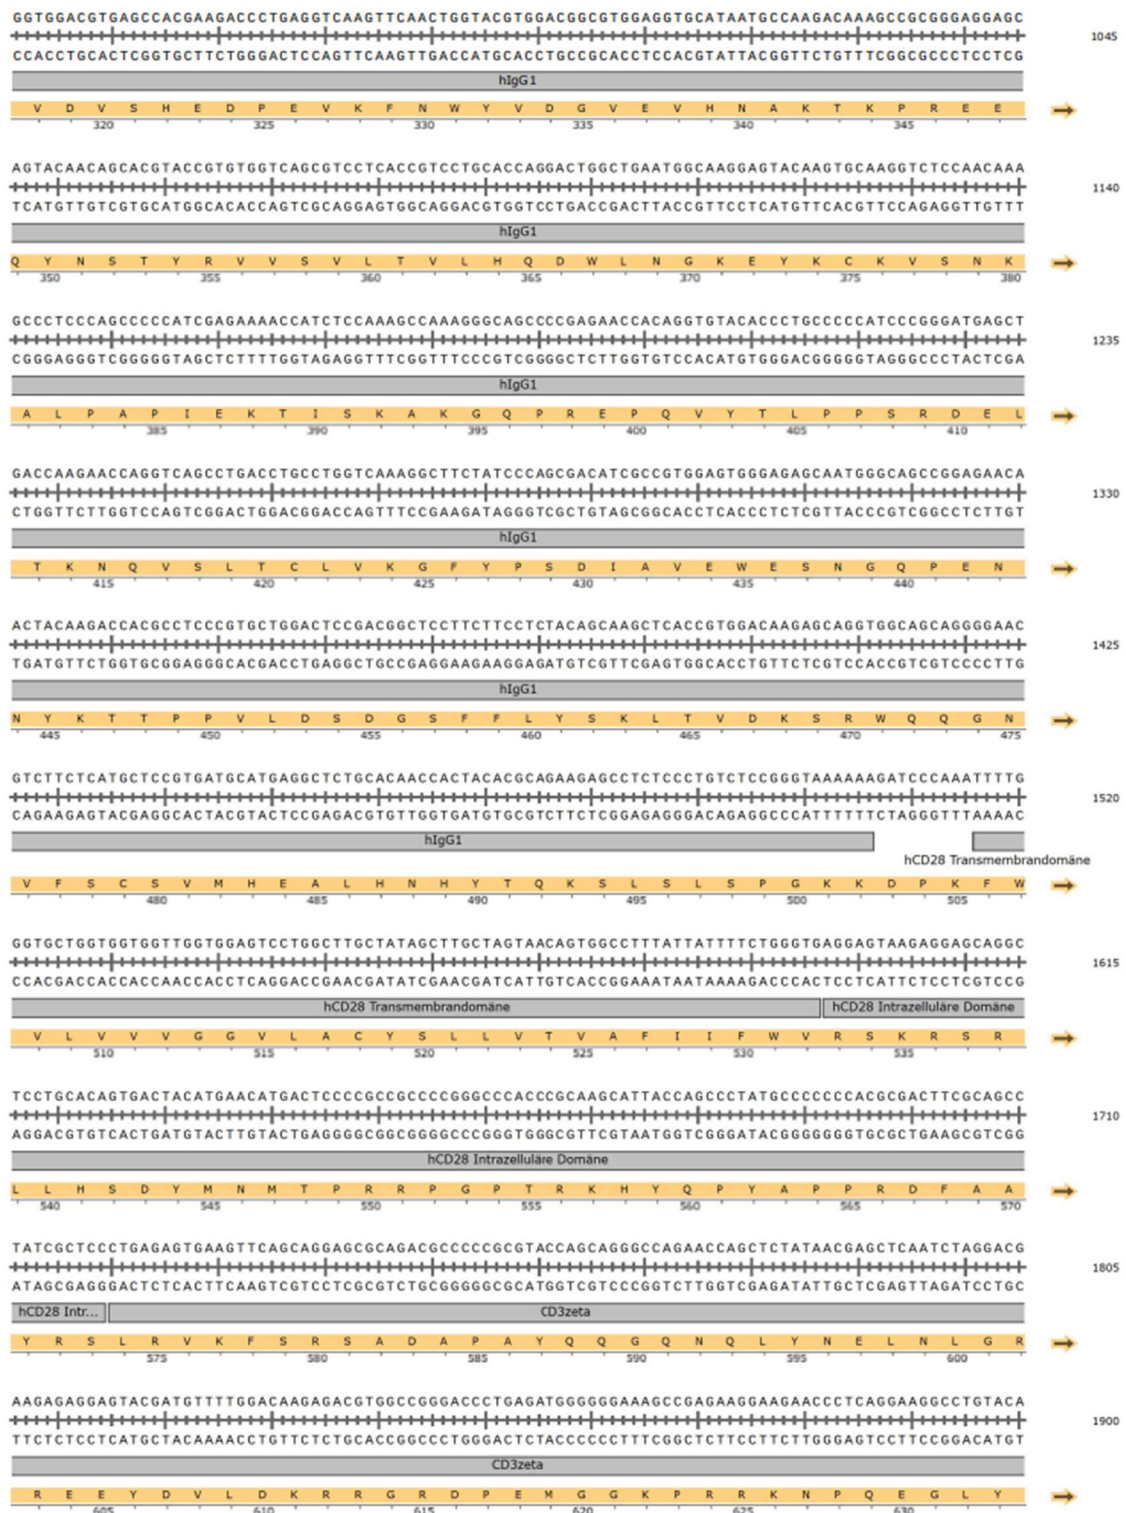 GGTGGACGTGAGCCACGAAGACCCTGAGGTCAAGTTCAACTGGTACGTGGACGGCGTGGAGGTGCATAATGCCAAGACAAAGCCGCGGGAGGAGC
1045
CCACCTGCACTCGGTGCTTCTGGGACTCCAGTTCAAGTTGACCATGCACCTGCCGCACCTCCACGTATTACGGTTCTGTTTCGGCGCCCTCCTCG
hIgG1
V D V S H E D P E V K F N W Y V D G V E V H N A K T K P R E E
320 325 330 335 340 345
AGTACAACAGCACGTACCGTGTGGTCAGCGTCCTCACCGTCCTGCACCAGGACTGGCTGAATGGCAAGGAGTACAAGTGCAAGGTCTCCAACAAA
1140
TCATGTTGTCGTGCATGGCACACCAGTCGCAGGAGTGGCAGGACGTGGTCCTGACCGACTTACCGTTCCTCATGTTCACGTTCCAGAGGTTGTTT
hIgG1
Q Y N S T Y R V V S V L T V L H Q D W L N G K E Y K C K V S N K
350 355 360 365 370 375 380
GCCCTCCCAGCCCCCATCGAGAAAACCATCTCCAAAGCCAAAGGGCAGCCCCGAGAACCACAGGTGTACACCCTGCCCCCATCCCGGGATGAGCT
1235
CGGGAGGGTCGGGGGTAGCTCTTTTGGTAGAGGTTTCGGTTTCCCGTCGGGGCTCTTGGTGTCCACATGTGGGACGGGGGTAGGGCCCTACTCGA
hIgG1
A L P A P I E K T I S K A K G Q P R E P Q V Y T L P P S R D E L
385 390 395 400 405 410
GACCAAGAACCAGGTCAGCCTGACCTGCCTGGTCAAAGGCTTCTATCCCAGCGACATCGCCGTGGAGTGGGAGAGCAATGGGCAGCCGGAGAACA
1330
CTGGTTCTTGGTCCAGTCGGACTGGACGGACCAGTTTCCGAAGATAGGGTCGCTGTAGCGGCACCTCACCCTCTCGTTACCCGTCGGCCTCTTGT
hIgG1
T K N Q V S L T C L V K G F Y P S D I A V E W E S N G Q P E N
415 420 425 430 435 440
ACTACAAGACCACGCCTCCCGTGCTGGACTCCGACGGCTCCTTCTTCCTCTACAGCAAGCTCACCGTGGACAAGAGCAGGTGGCAGCAGGGGAAC
1425
TGATGTTCTGGTGCGGAGGGCACGACCTGAGGCTGCCGAGGAAGAAGGAGATGTCGTTCGAGTGGCACCTGTTCTCGTCCACCGTCGTCCCCTTG
hIgG1
N Y K T T P P V L D S D G S F F L Y S K L T V D K S R W Q Q G N
445 450 455 460 465 470 475
GTCTTCTCATGCTCCGTGATGCATGAGGCTCTGCACAACCACTACACGCAGAAGAGCCTCTCCCTGTCTCCGGGTAAAAAAGATCCCAAATTTTG
1520
CAGAAGAGTACGAGGCACTACGTACTCCGAGACGTGTTGGTGATGTGCGTCTTCTCGGAGAGGGACAGAGGCCCATTTTTTCTAGGGTTTAAAAC
hIgG1
hCD28 Transmembrandomäne
V F S C S V M H E A L H N H Y T Q K S L S L S P G K K D P K F W
480 485 490 495 500 505
GGTGCTGGTGGTGGTTGGTGGAGTCCTGGCTTGCTATAGCTTGCTAGTAACAGTGGCCTTTATTATTTTCTGGGTGAGGAGTAAGAGGAGCAGGC
1615
CCACGACCACCACCAACCACCTCAGGACCGAACGATATCGAACGATCATTGTCACCGGAAATAATAAAAGACCCACTCCTCATTCTCCTCGTCCG
hCD28 Transmembrandomäne hCD28 Intrazelluläre Domäne
V L V V V G G V L A C Y S L L V T V A F I I F W V R S K R S R
510 515 520 525 530 535
TCCTGCACAGTGACTACATGAACATGACTCCCCGCCGCCCCGGGCCCACCCGCAAGCATTACCAGCCCTATGCCCCCCCACGCGACTTCGCAGCC
1710
AGGACGTGTCACTGATGTACTTGTACTGAGGGGCGGCGGGGCCCGGGTGGGCGTTCGTAATGGTCGGGATACGGGGGGGTGCGCTGAAGCGTCGG
hCD28 Intrazelluläre Domäne
L L H S D Y M N M T P R R P G P T R K H Y Q P Y A P P R D F A A
540 545 550 555 560 565 570
TATCGCTCCCTGAGAGTGAAGTTCAGCAGGAGCGCAGACGCCCCCGCGTACCAGCAGGGCCAGAACCAGCTCTATAACGAGCTCAATCTAGGACG
1805
ATAGCGAGGGACTCTCACTTCAAGTCGTCCTCGCGTCTGCGGGGGCGCATGGTCGTCCCGGTCTTGGTCGAGATATTGCTCGAGTTAGATCCTGC
hCD28 Intr... CD3zeta
Y R S L R V K F S R S A D A P A Y Q Q G Q N Q L Y N E L N L G R
575 580 585 590 595 600
AAGAGAGGAGTACGATGTTTTGGACAAGAGACGTGGCCGGGACCCTGAGATGGGGGGAAAGCCGAGAAGGAAGAACCCTCAGGAAGGCCTGTACA
1900
TTCTCTCCTCATGCTACAAAACCTGTTCTCTGCACCGGCCCTGGGACTCTACCCCCCTTTCGGCTCTTCCTTCTTGGGAGTCCTTCCGGACATGT
CD3zeta
R E E Y D V L D K R R G R D P E M G G K P R R K N P Q E G L Y
605 610 615 620 625 630